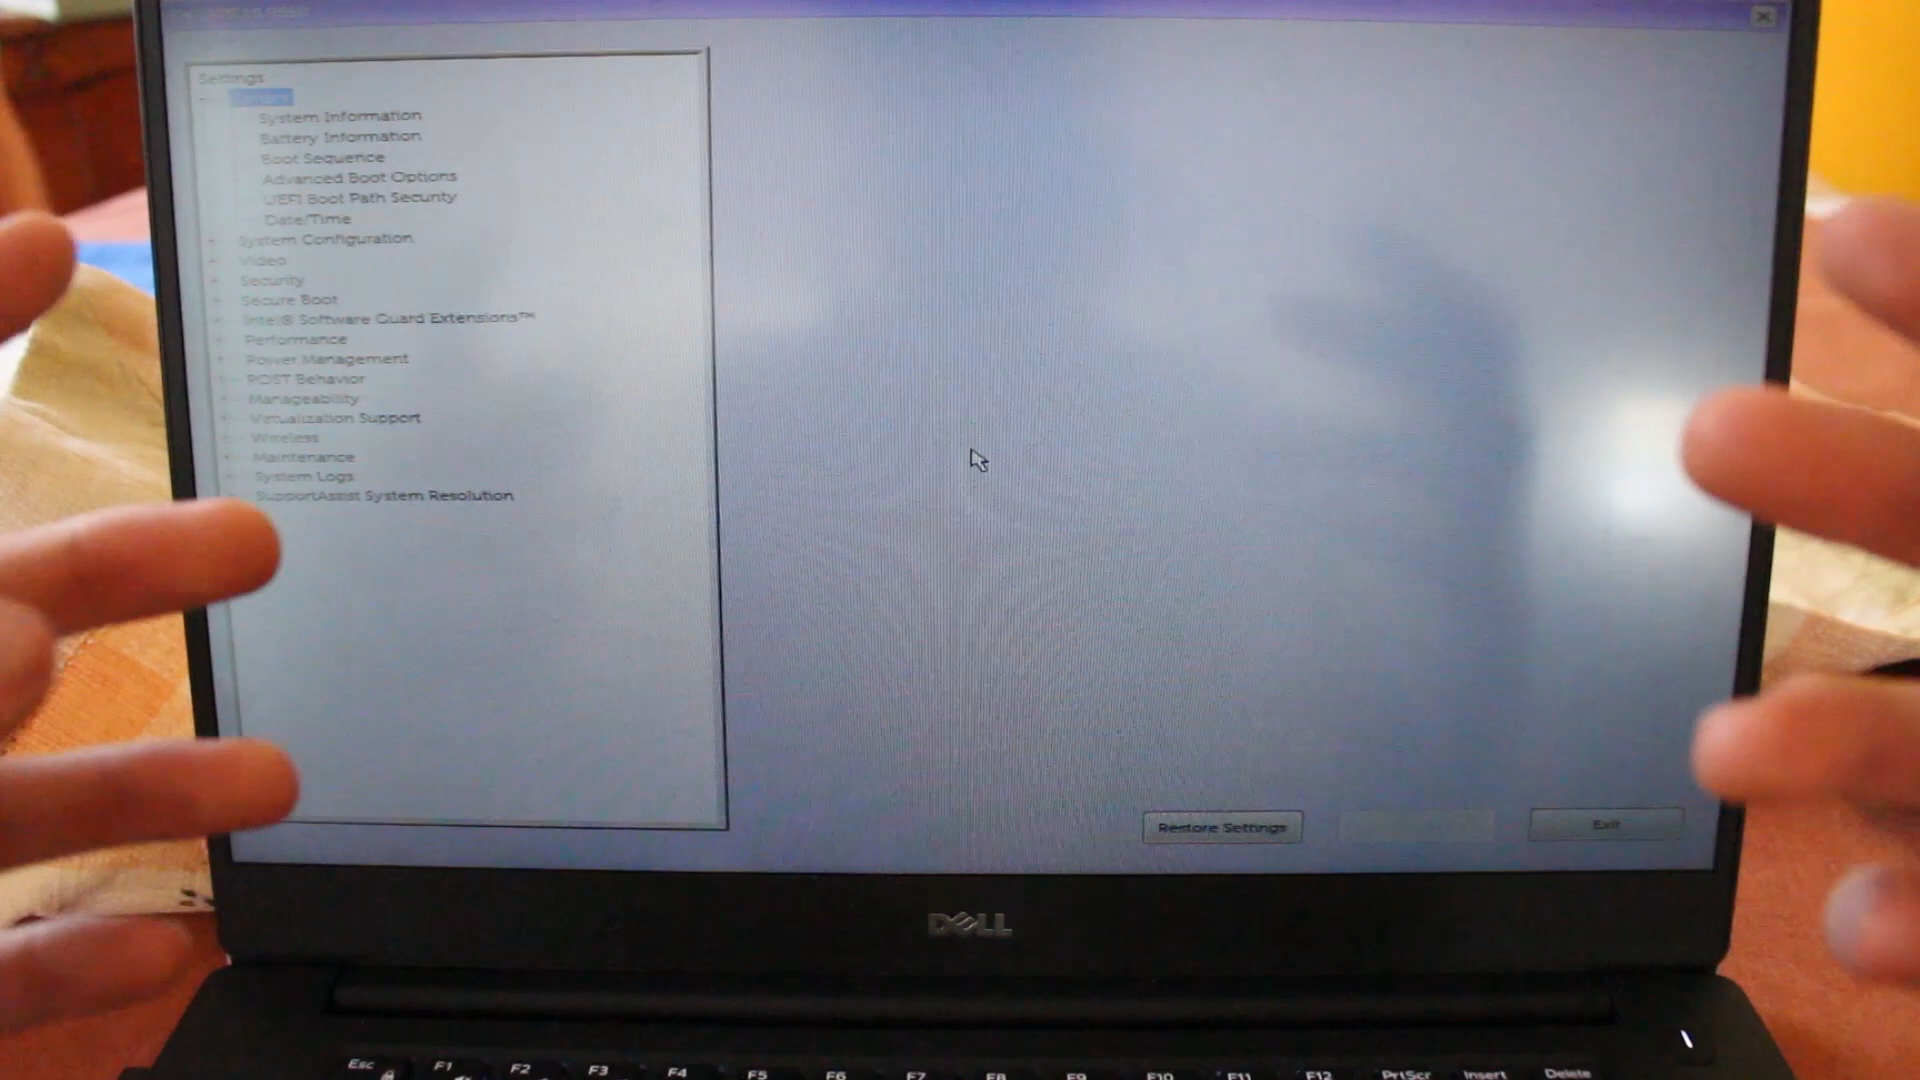 Settings
System Information
Battery Information
Boot Sequence
Advanced Boot Options
UEFI Boot Path Security
Date/Time
System Configuration
Video
Security
Secure Boot
Intel® Software Guard Extensions™
Performance
Power Management
POST Behavior
Manageability
Virtualization Support
Wireless
Maintenance
System Logs
SupportAssist System Resolution
Restore Settings
Exit
DELL
Esc F1 F2 F3 F4 F5 F6 F7 F8 F9 F10 F11 F12 PrtScr Insert Delete